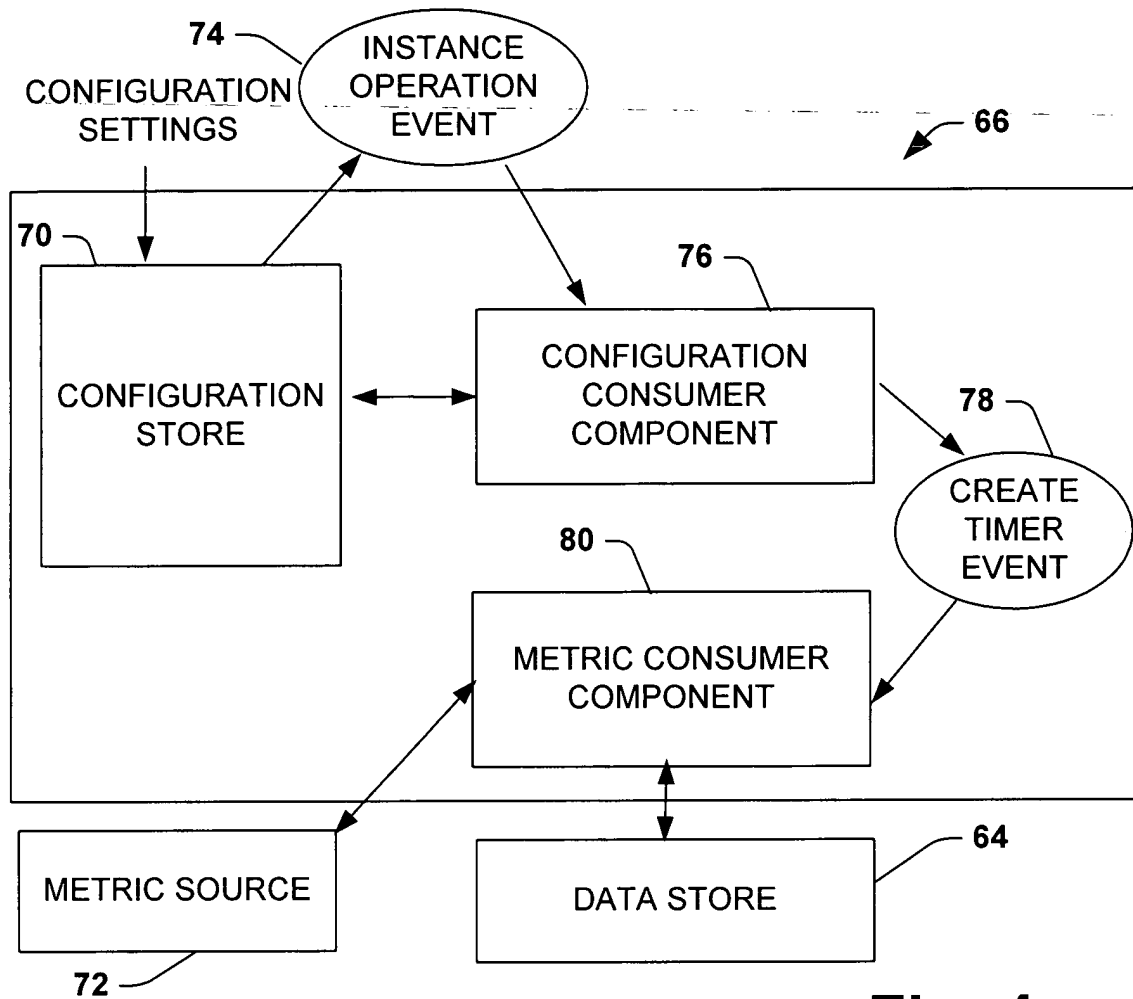 74
INSTANCE
OPERATION
EVENT
CONFIGURATION
SETTINGS
66
70
CONFIGURATION
STORE
76
CONFIGURATION
CONSUMER
COMPONENT
78
CREATE
TIMER
EVENT
80
METRIC CONSUMER
COMPONENT
METRIC SOURCE
72
DATA STORE
64